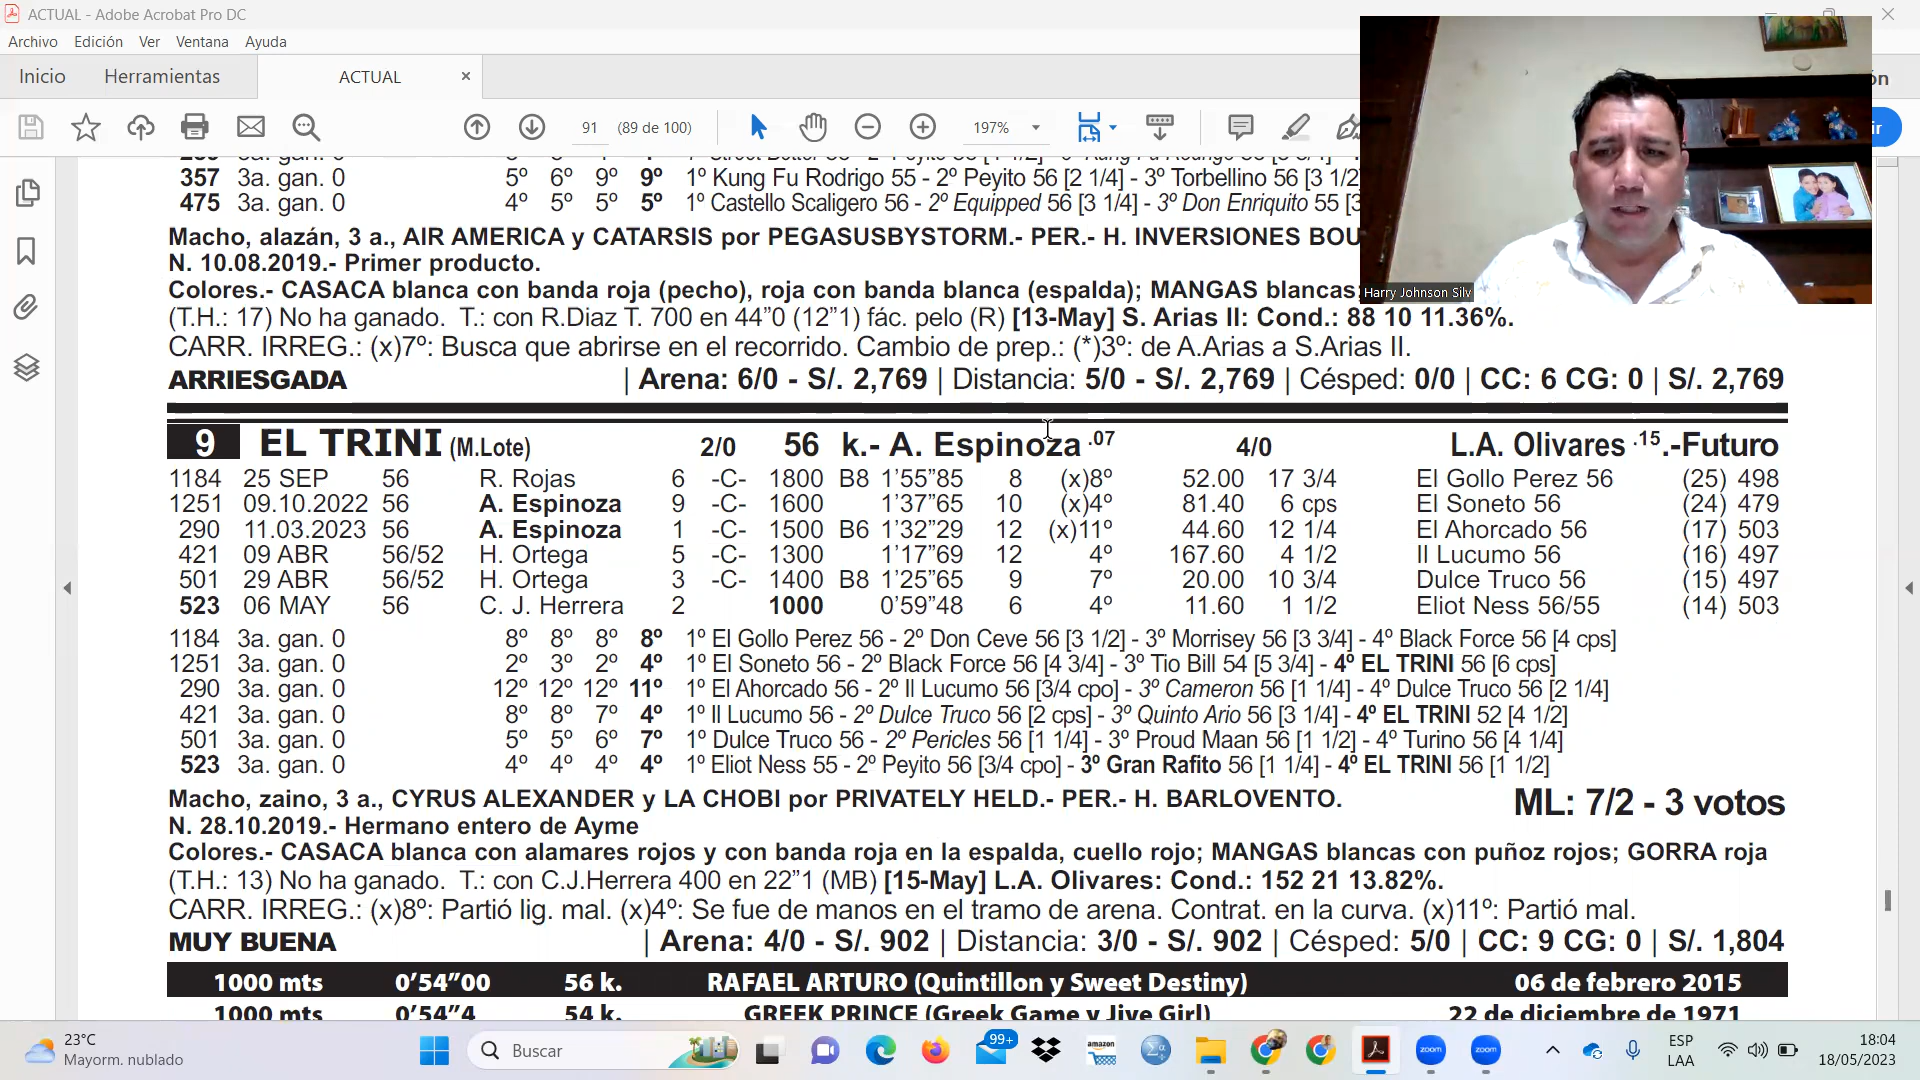 ACTUAL - Adobe Acrobat Pro DC
Archivo Edición Ver Ventana Ayuda
Inicio Herramientas ACTUAL ×
91 (89 de 100) 197%
357 3a. gan. 0 5º 6º 9º 9º 1º Kung Fu Rodrigo 55 - 2º Peyito 56 [2 1/4] - 3º Torbellino 56 [3 1/2
475 3a. gan. 0 4º 5º 5º 5º 1º Castello Scaligero 56 - 2º Equipped 56 [3 1/4] - 3º Don Enriquito 55 [3
Macho, alazán, 3 a., AIR AMERICA y CATARSIS por PEGASUSBYSTORM.- PER.- H. INVERSIONES BOU
N. 10.08.2019.- Primer producto.
Colores.- CASACA blanca con banda roja (pecho), roja con banda blanca (espalda); MANGAS blancas;
Harry Johnson Silv
(T.H.: 17) No ha ganado. T.: con R.Diaz T. 700 en 44"0 (12"1) fác. pelo (R) [13-May] S. Arias II: Cond.: 88 10 11.36%.
CARR. IRREG.: (x)7º: Busca que abrirse en el recorrido. Cambio de prep.: (*)3º: de A.Arias a S.Arias II.
ARRIESGADA | Arena: 6/0 - S/. 2,769 | Distancia: 5/0 - S/. 2,769 | Césped: 0/0 | CC: 6 CG: 0 | S/. 2,769
9 EL TRINI (M.Lote) 2/0 56 k.- A. Espinoza .07 4/0 L.A. Olivares .15.-Futuro
1184 25 SEP 56 R. Rojas 6 -C- 1800 B8 1'55"85 8 (x)8º 52.00 17 3/4 El Gollo Perez 56 (25) 498
1251 09.10.2022 56 A. Espinoza 9 -C- 1600 1'37"65 10 (x)4º 81.40 6 cps El Soneto 56 (24) 479
290 11.03.2023 56 A. Espinoza 1 -C- 1500 B6 1'32"29 12 (x)11º 44.60 12 1/4 El Ahorcado 56 (17) 503
421 09 ABR 56/52 H. Ortega 5 -C- 1300 1'17"69 12 4º 167.60 4 1/2 Il Lucumo 56 (16) 497
501 29 ABR 56/52 H. Ortega 3 -C- 1400 B8 1'25"65 9 7º 20.00 10 3/4 Dulce Truco 56 (15) 497
523 06 MAY 56 C. J. Herrera 2 1000 0'59"48 6 4º 11.60 1 1/2 Eliot Ness 56/55 (14) 503
1184 3a. gan. 0 8º 8º 8º 8º 1º El Gollo Perez 56 - 2º Don Ceve 56 [3 1/2] - 3º Morrisey 56 [3 3/4] - 4º Black Force 56 [4 cps]
1251 3a. gan. 0 2º 3º 2º 4º 1º El Soneto 56 - 2º Black Force 56 [4 3/4] - 3º Tio Bill 54 [5 3/4] - 4º EL TRINI 56 [6 cps]
290 3a. gan. 0 12º 12º 12º 11º 1º El Ahorcado 56 - 2º Il Lucumo 56 [3/4 cpo] - 3º Cameron 56 [1 1/4] - 4º Dulce Truco 56 [2 1/4]
421 3a. gan. 0 8º 8º 7º 4º 1º Il Lucumo 56 - 2º Dulce Truco 56 [2 cps] - 3º Quinto Ario 56 [3 1/4] - 4º EL TRINI 52 [4 1/2]
501 3a. gan. 0 5º 5º 6º 7º 1º Dulce Truco 56 - 2º Pericles 56 [1 1/4] - 3º Proud Maan 56 [1 1/2] - 4º Turino 56 [4 1/4]
523 3a. gan. 0 4º 4º 4º 4º 1º Eliot Ness 55 - 2º Peyito 56 [3/4 cpo] - 3º Gran Rafito 56 [1 1/4] - 4º EL TRINI 56 [1 1/2]
Macho, zaino, 3 a., CYRUS ALEXANDER y LA CHOBI por PRIVATELY HELD.- PER.- H. BARLOVENTO. ML: 7/2 - 3 votos
N. 28.10.2019.- Hermano entero de Ayme
Colores.- CASACA blanca con alamares rojos y con banda roja en la espalda, cuello rojo; MANGAS blancas con puñoz rojos; GORRA roja
(T.H.: 13) No ha ganado. T.: con C.J.Herrera 400 en 22"1 (MB) [15-May] L.A. Olivares: Cond.: 152 21 13.82%.
CARR. IRREG.: (x)8º: Partió lig. mal. (x)4º: Se fue de manos en el tramo de arena. Contrat. en la curva. (x)11º: Partió mal.
MUY BUENA | Arena: 4/0 - S/. 902 | Distancia: 3/0 - S/. 902 | Césped: 5/0 | CC: 9 CG: 0 | S/. 1,804
1000 mts 0'54"00 56 k. RAFAEL ARTURO (Quintillon y Sweet Destiny) 06 de febrero 2015
1000 mts 0'54"4 54 k. GREEK PRINCE (Greek Game y Jive Girl) 22 de diciembre de 1971
23°C
Mayorm. nublado
Buscar
99+
amazon
zoom
zoom
ESP
LAA
18:04
18/05/2023